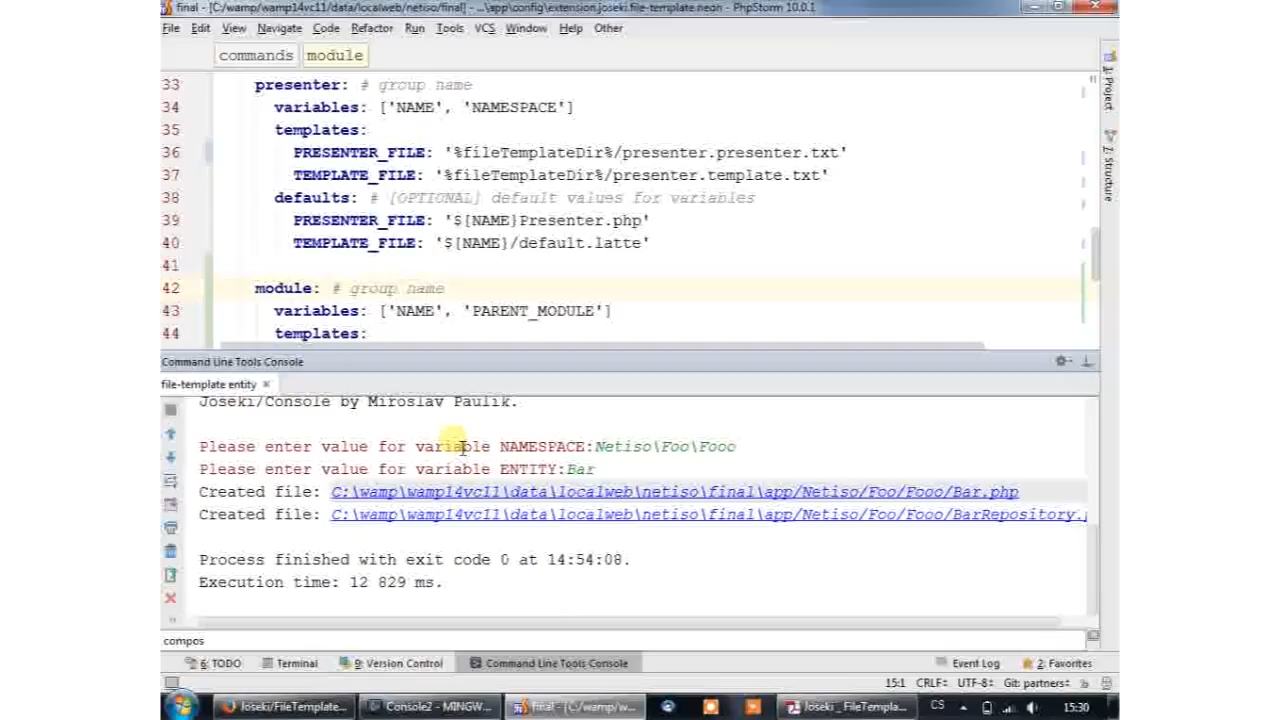 final - [C:/wamp/wamp14vc11/data/localweb/netiso/final] - ...\app\config\extension.joseki.file-template.neon - PhpStorm 10.0.1
File Edit View Navigate Code Refactor Run Tools VCS Window Help Other
commands module
33 presenter: # group name
34 variables: ['NAME', 'NAMESPACE']
35 templates:
36 PRESENTER_FILE: '%fileTemplateDir%/presenter.presenter.txt'
37 TEMPLATE_FILE: '%fileTemplateDir%/presenter.template.txt'
38 defaults: # [OPTIONAL] default values for variables
39 PRESENTER_FILE: '${NAME}Presenter.php'
40 TEMPLATE_FILE: '${NAME}/default.latte'
41
42 module: # group name
43 variables: ['NAME', 'PARENT_MODULE']
44 templates:
1: Project
7: Structure
Command Line Tools Console
file-template entity
Joseki/Console by Miroslav Paulik.
Please enter value for variable NAMESPACE:Netiso\Foo\Fooo
Please enter value for variable ENTITY:Bar
Created file: C:\wamp\wamp14vc11\data\localweb\netiso\final\app/Netiso/Foo/Fooo/Bar.php
Created file: C:\wamp\wamp14vc11\data\localweb\netiso\final\app/Netiso/Foo/Fooo/BarRepository.
Process finished with exit code 0 at 14:54:08.
Execution time: 12 829 ms.
compos
6: TODO Terminal 9: Version Control Command Line Tools Console Event Log 2: Favorites
15:1 CRLF UTF-8 Git: partners
Joseki/FileTemplate... Console2 - MINGW... final - [C:/wamp/w... Joseki _ FileTempla... CS 15:30